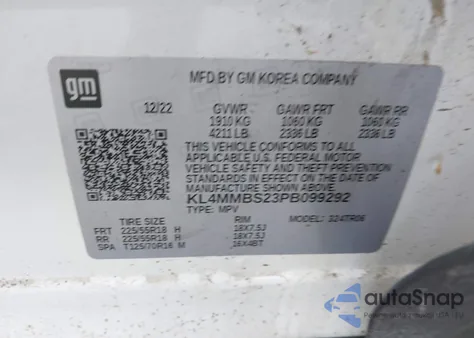 gm
MFD BY GM KOREA COMPANY
12/22 GVWR GAWR FRT GAWR RR
1910 KG 1060 KG 1060 KG
4211 LB 2336 LB 2336 LB
THIS VEHICLE CONFORMS TO ALL
APPLICABLE U.S. FEDERAL MOTOR
VEHICLE SAFETY AND THEFT PREVENTION
STANDARDS IN EFFECT ON THE DATE OF
MANUFACTURE SHOWN ABOVE.
KL4MMBS23PB099292
TYPE: MPV MODEL: 324TR06
TIRE SIZE RIM
FRT 225/55R18 H 18X7.5J
RR 225/55R18 H 18X7.5J
SPA T125/70R16 M 16X4BT
autoSnap